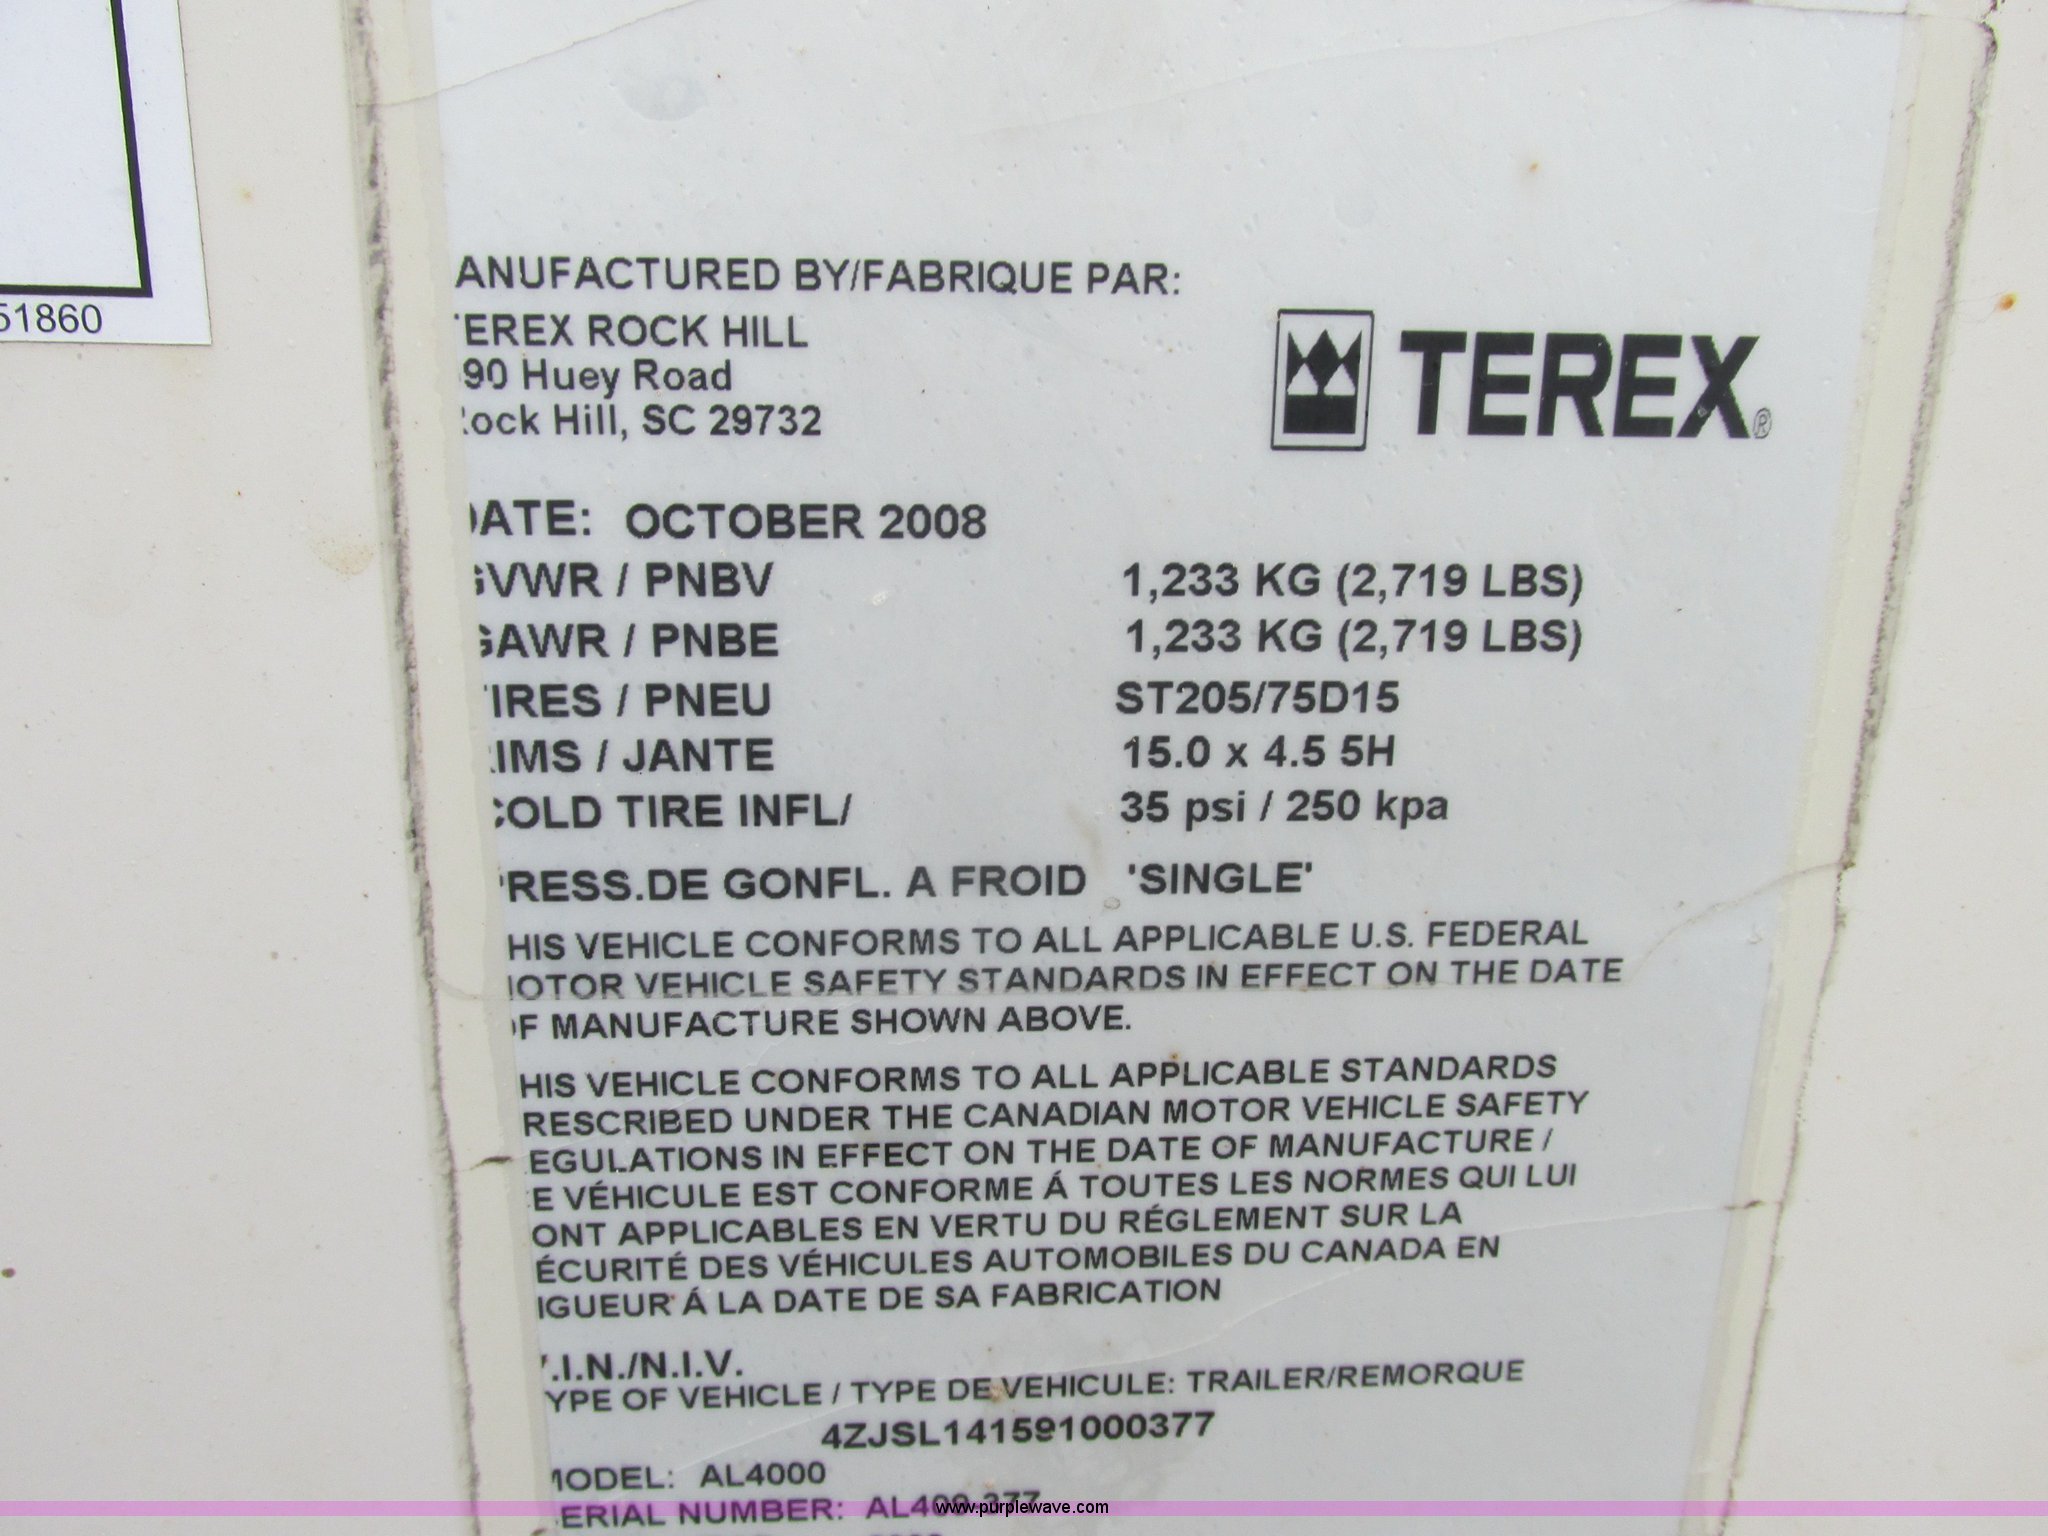 51860
ANUFACTURED BY/FABRIQUE PAR:
TEREX ROCK HILL
90 Huey Road
Rock Hill, SC 29732
TEREX®
DATE: OCTOBER 2008
GVWR / PNBV 1,233 KG (2,719 LBS)
GAWR / PNBE 1,233 KG (2,719 LBS)
TIRES / PNEU ST205/75D15
RIMS / JANTE 15.0 x 4.5 5H
COLD TIRE INFL/ 35 psi / 250 kpa
PRESS.DE GONFL. A FROID 'SINGLE'
HIS VEHICLE CONFORMS TO ALL APPLICABLE U.S. FEDERAL
MOTOR VEHICLE SAFETY STANDARDS IN EFFECT ON THE DATE
OF MANUFACTURE SHOWN ABOVE.
HIS VEHICLE CONFORMS TO ALL APPLICABLE STANDARDS
RESCRIBED UNDER THE CANADIAN MOTOR VEHICLE SAFETY
EGULATIONS IN EFFECT ON THE DATE OF MANUFACTURE /
E VÉHICULE EST CONFORME Á TOUTES LES NORMES QUI LUI
ONT APPLICABLES EN VERTU DU RÉGLEMENT SUR LA
ÉCURITÉ DES VÉHICULES AUTOMOBILES DU CANADA EN
IGUEUR Á LA DATE DE SA FABRICATION
V.I.N./N.I.V.
YPE OF VEHICLE / TYPE DE VEHICULE: TRAILER/REMORQUE
4ZJSL141591000377
MODEL: AL4000
SERIAL NUMBER:
www.purplewave.com